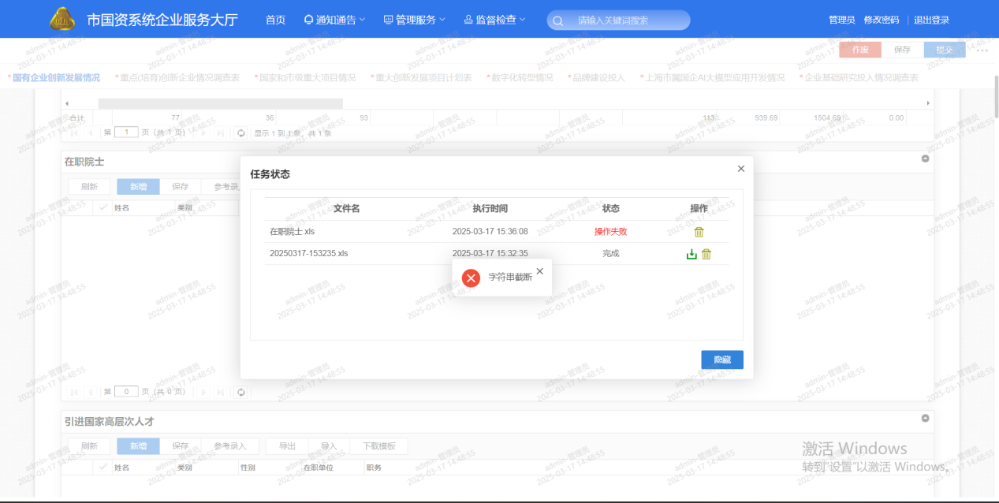 市国资系统企业服务大厅 首页 通知通告 管理服务 监督检查 请输入关键词搜索 管理员 修改密码 | 退出登录
作废 保存 提交
*国有企业创新发展情况 *重点(培育)创新企业情况调查表 *国家和市级重大项目情况 *重大创新发展项目计划表 *数字化转型情况 *品牌建设投入 *上海市属国企AI大模型应用开发情况 *企业基础研究投入情况调查表
合计 77 36 93 113 939.69 1504.69 0.00
第 1 页（共 1 页） 显示 1 到 1 条，共 1 条
在职院士
刷新 新增 保存 参考录
姓名 类别
任务状态
文件名 执行时间 状态 操作
在职院士.xls 2025-03-17 15:36:08 操作失败
20250317-153235.xls 2025-03-17 15:32:35 完成
字符串截断
隐藏
第 0 页（共 0 页）
引进国家高层次人才
刷新 新增 保存 参考录入 导出 导入 下载模板
姓名 类别 性别 在职单位 职务
激活 Windows
转到"设置"以激活 Windows。
admin-管理员
2025-03-17 14:48:55